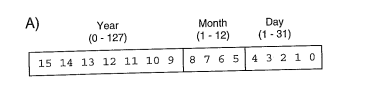 A)
Year Month Day
(0 - 127) (1 - 12) (1 - 31)
15 14 13 12 11 10 9 8 7 6 5 4 3 2 1 0